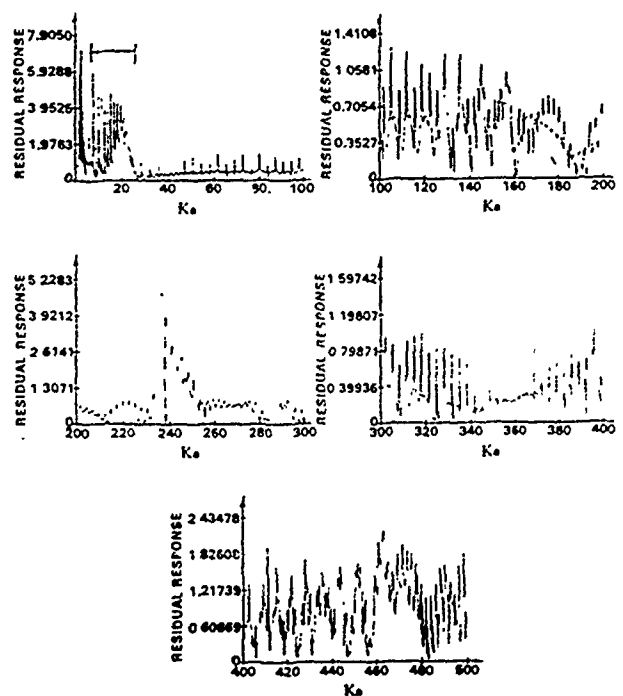 RESIDUAL RESPONSE
7.9050
5.9288
3.9526
1.9763
0
20 40 60 80. 100
Ka
RESIDUAL RESPONSE
1.4108
1.0581
0.7054
0.3527
0
100 120 140 160 180 200
Ka
RESIDUAL RESPONSE
5 2283
3 9212
2 6141
1 3071
0
200 220 240 260 280 300
Ka
RESIDUAL RESPONSE
1 59742
1 19807
0 79871
0 39936
0
300 320 340 360 380 400
Ka
RESIDUAL RESPONSE
2 43478
1 82608
1 21739
0 60869
0
400 420 440 460 480 500
Ka